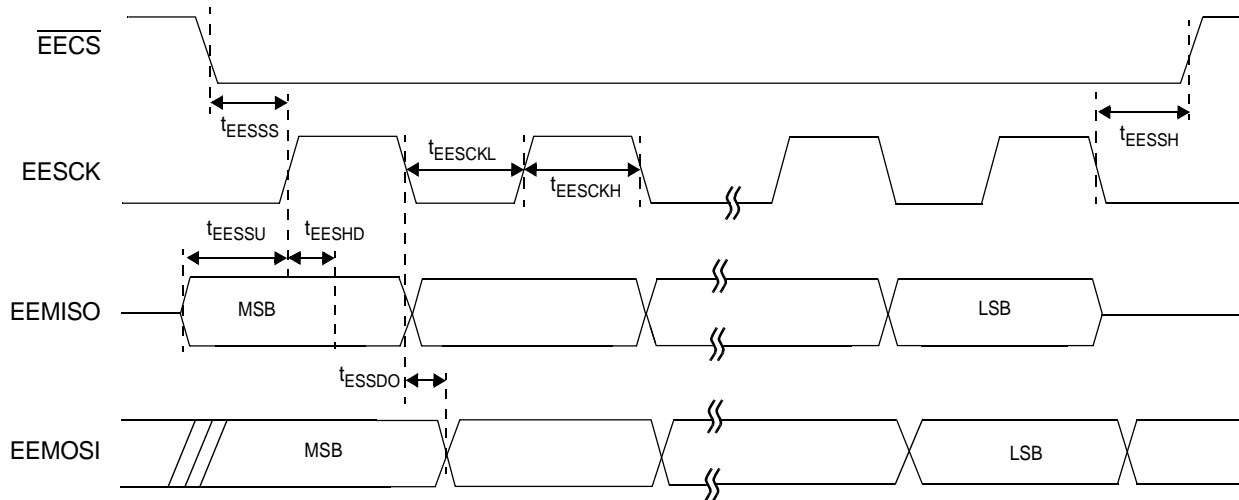 EECS
tEESSS
tEESSH
EESCK
tEESCKL
tEESCKH
tEESSU
tEESHD
EEMISO
MSB
LSB
tESSDO
EEMOSI
MSB
LSB